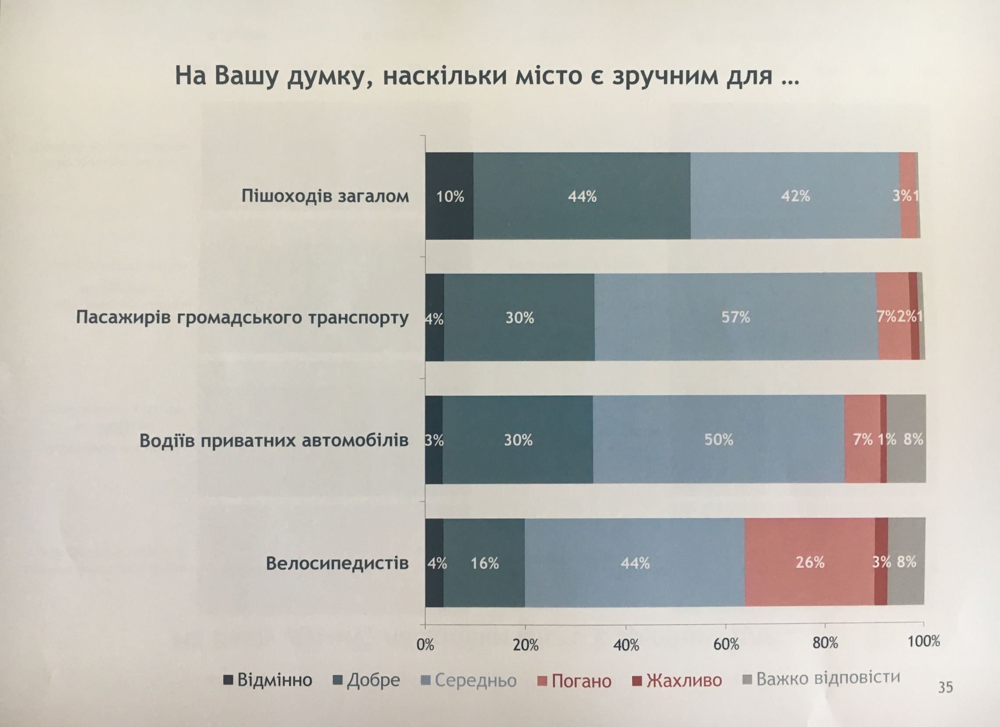 На Вашу думку, наскільки місто є зручним для ...
Пішоходів загалом 10% 44% 42% 3% 1
Пасажирів громадського транспорту 4% 30% 57% 7% 2% 1
Водіїв приватних автомобілів 3% 30% 50% 7% 1% 8%
Велосипедистів 4% 16% 44% 26% 3% 8%
0% 20% 40% 60% 80% 100%
Відмінно Добре Середньо Погано Жахливо Важко відповісти
35